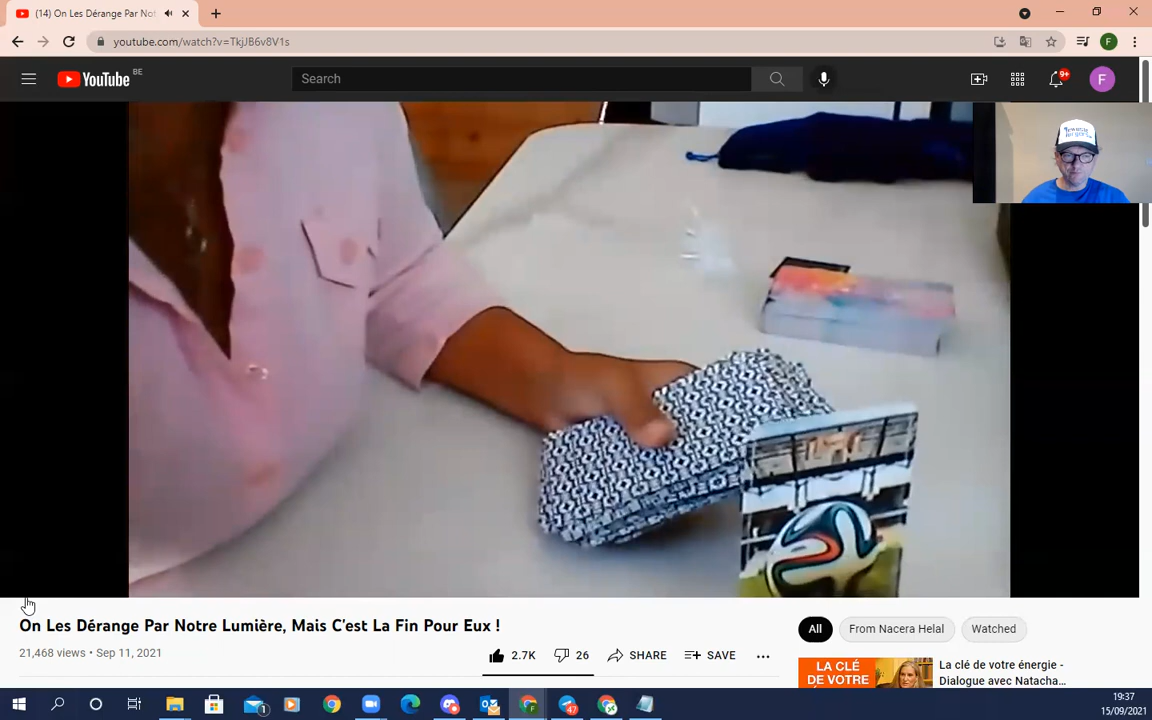 (14) On Les Dérange Par Not
youtube.com/watch?v=TkjJB6v8V1s
YouTube BE
Search
9+
F
On Les Dérange Par Notre Lumière, Mais C'est La Fin Pour Eux !
21,468 views • Sep 11, 2021
2.7K
26
SHARE
SAVE
All
From Nacera Helal
Watched
LA CLÉ
DE VOTRE
La clé de votre énergie -
Dialogue avec Natacha...
1
47
19:37
15/09/2021